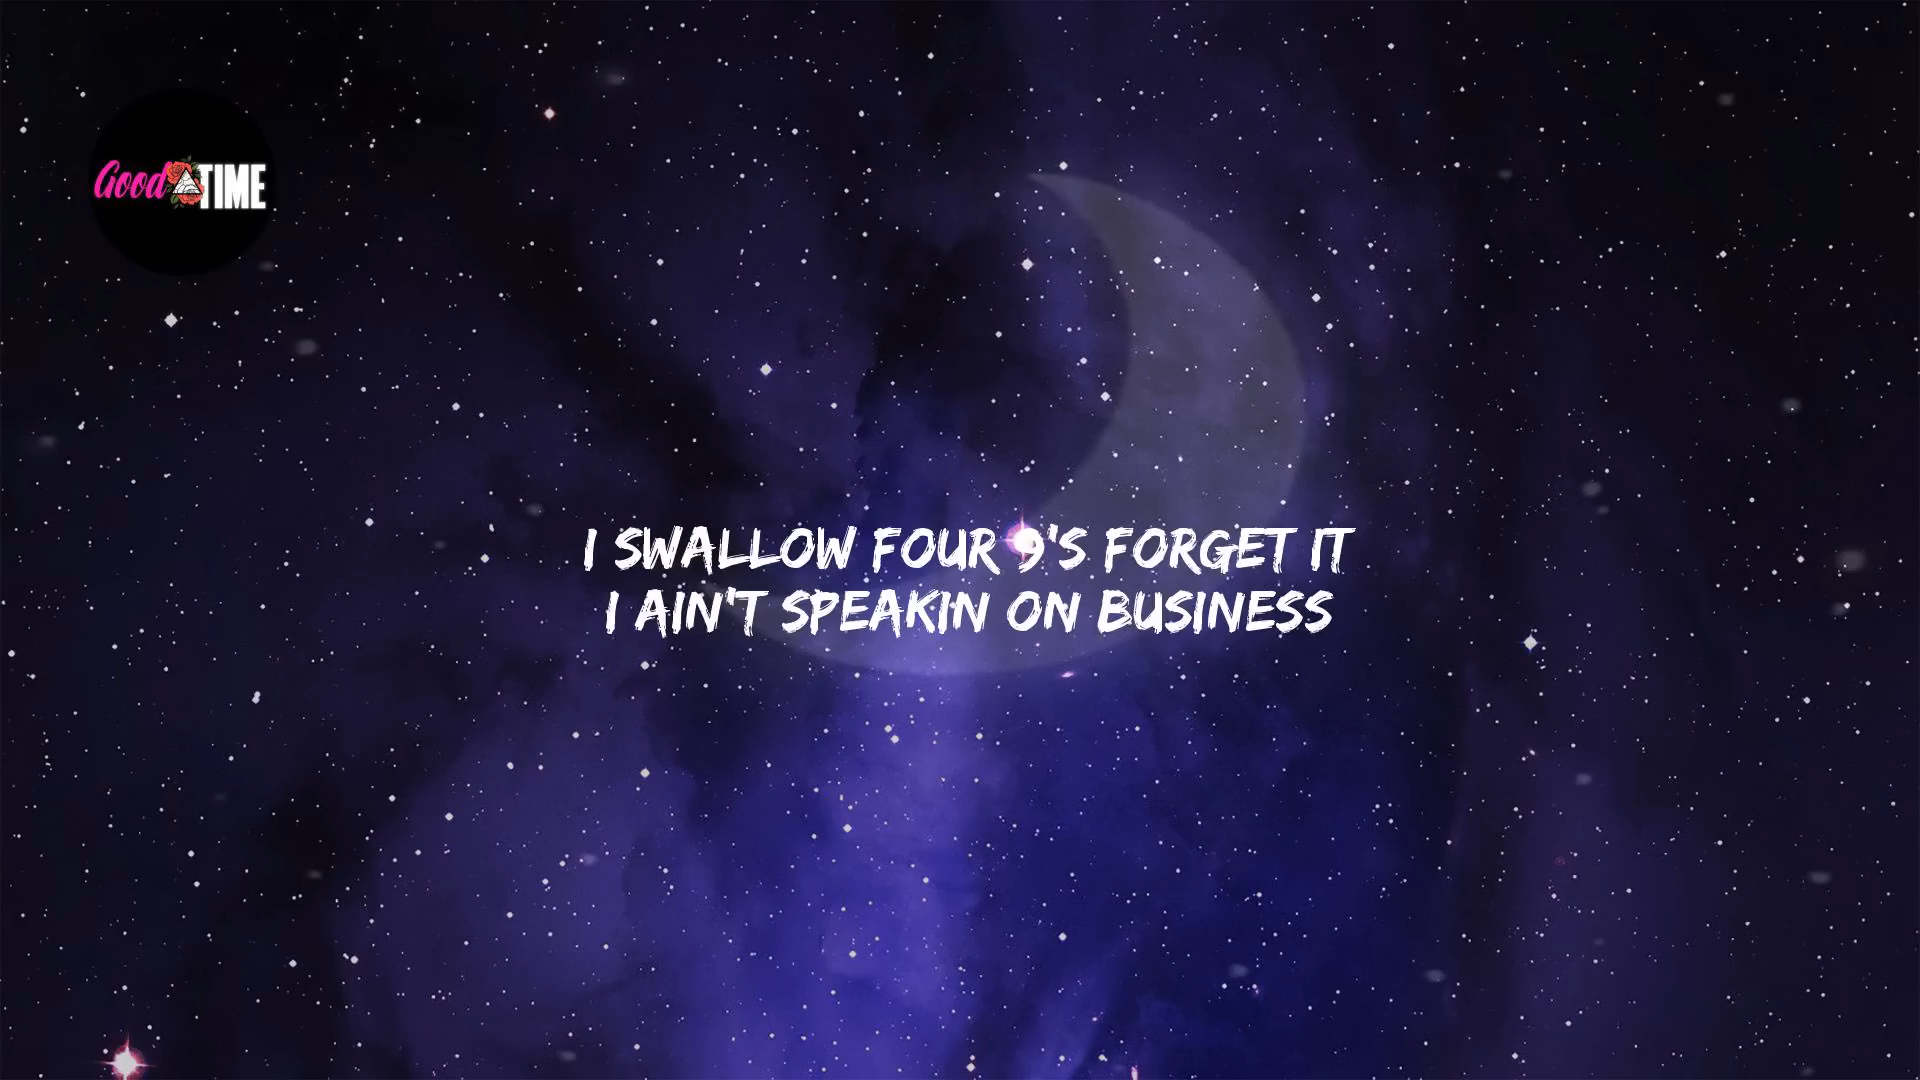 Good TIME
I SWALLOW FOUR 9'S FORGET IT
I AIN'T SPEAKIN ON BUSINESS